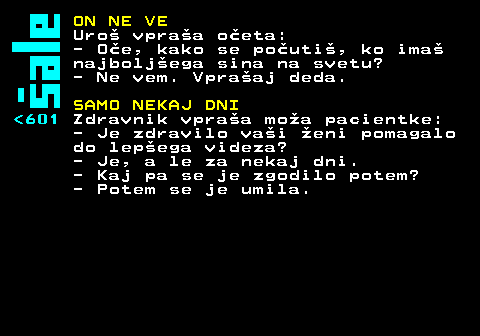 Šale
ON NE VE
Uroš vpraša očeta:
- Oče, kako se počutiš, ko imaš
najboljšega sina na svetu?
- Ne vem. Vprašaj deda.
SAMO NEKAJ DNI
<601 Zdravnik vpraša moža pacientke:
- Je zdravilo vaši ženi pomagalo
do lepšega videza?
- Je, a le za nekaj dni.
- Kaj pa se je zgodilo potem?
- Potem se je umila.